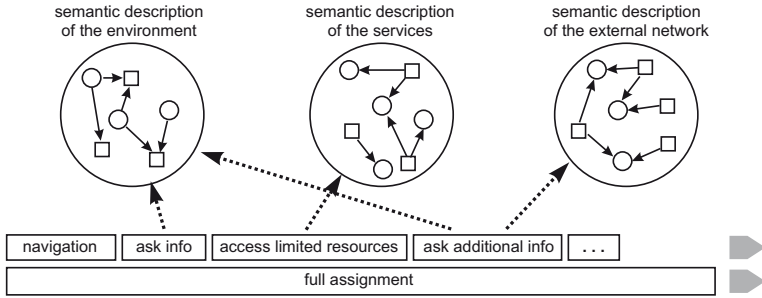 semantic description
of the environment
semantic description
of the services
semantic description
of the external network
navigation
ask info
access limited resources
ask additional info
. . .
full assignment